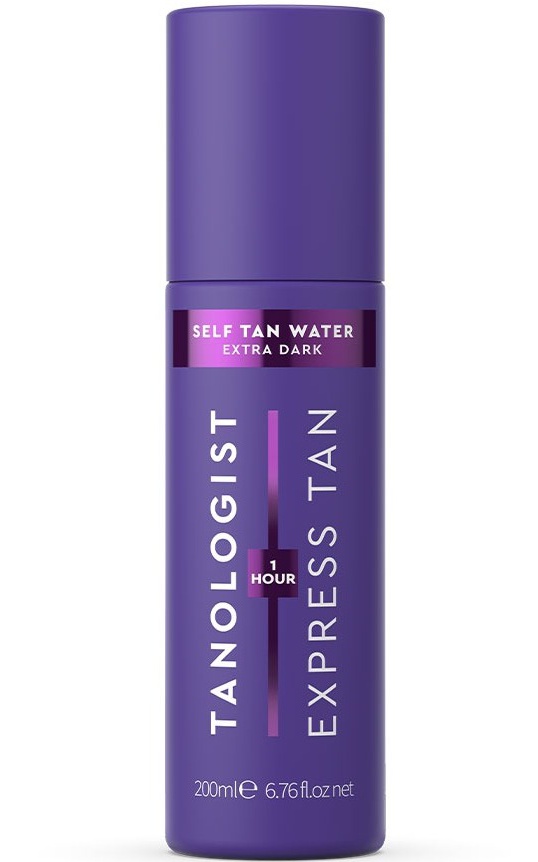 SELF TAN WATER
EXTRA DARK
TANOLOGIST
1
HOUR
EXPRESS TAN
200ml℮ 6.76 fl.oz net